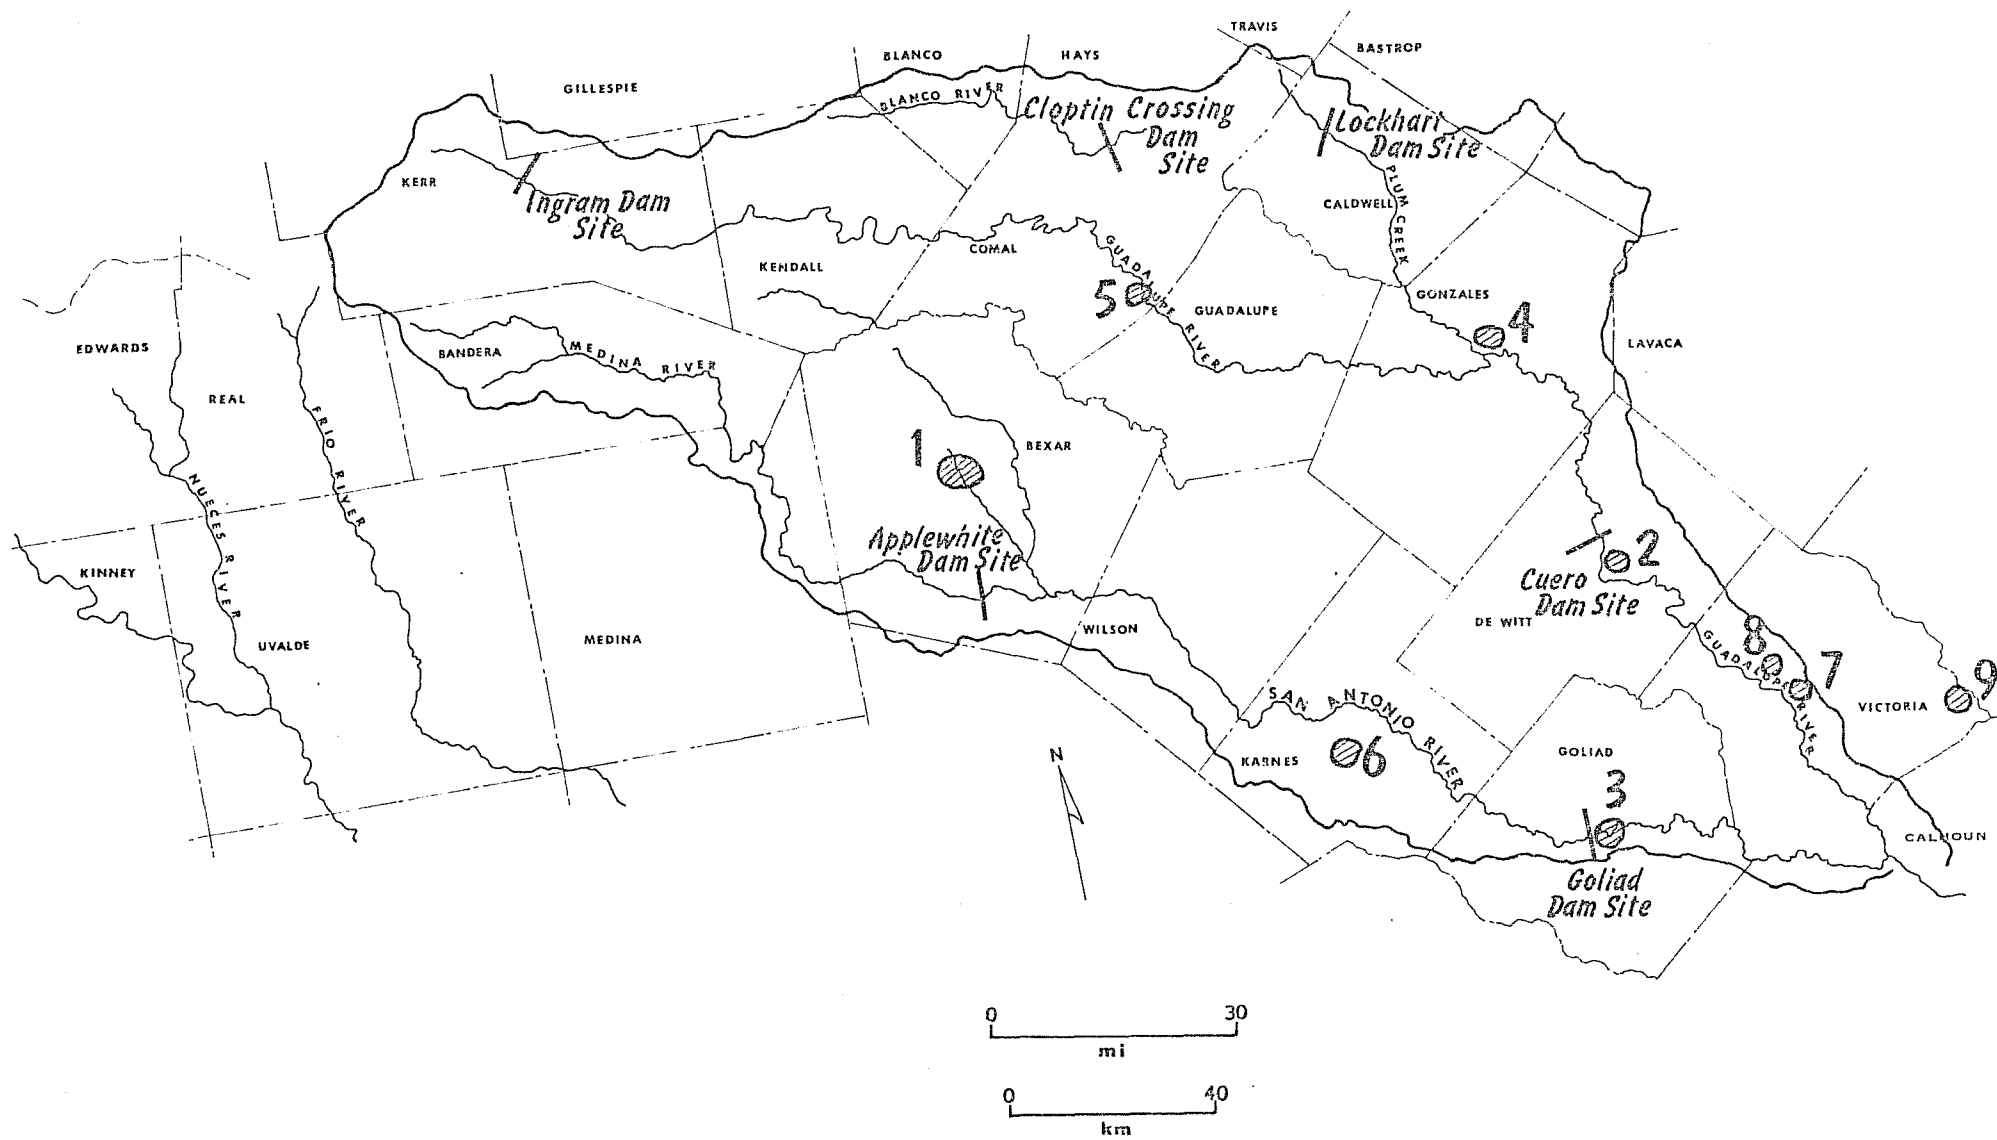 TRAVIS
BASTROP
BLANCO
HAYS
GILLESPIE
BLANCO RIVER
Cloptin Crossing
Dam
Site
Lockhart
Dam Site
KERR
Ingram Dam
Site
CALDWELL
PLUM CREEK
COMAL
GUADALUPE RIVER
KENDALL
5
GUADALUPE
GONZALES
4
EDWARDS
BANDERA
MEDINA RIVER
LAVACA
REAL
FRIO RIVER
1
BEXAR
NUECES RIVER
Applewhite
Dam Site
2
KINNEY
Cuero
Dam Site
DE WITT
UVALDE
MEDINA
WILSON
GUADALOPE RIVER
8
7
9
VICTORIA
SAN ANTONIO RIVER
KARNES
6
GOLIAD
3
N
CALHOUN
Goliad
Dam Site
0 30
mi
0 40
km